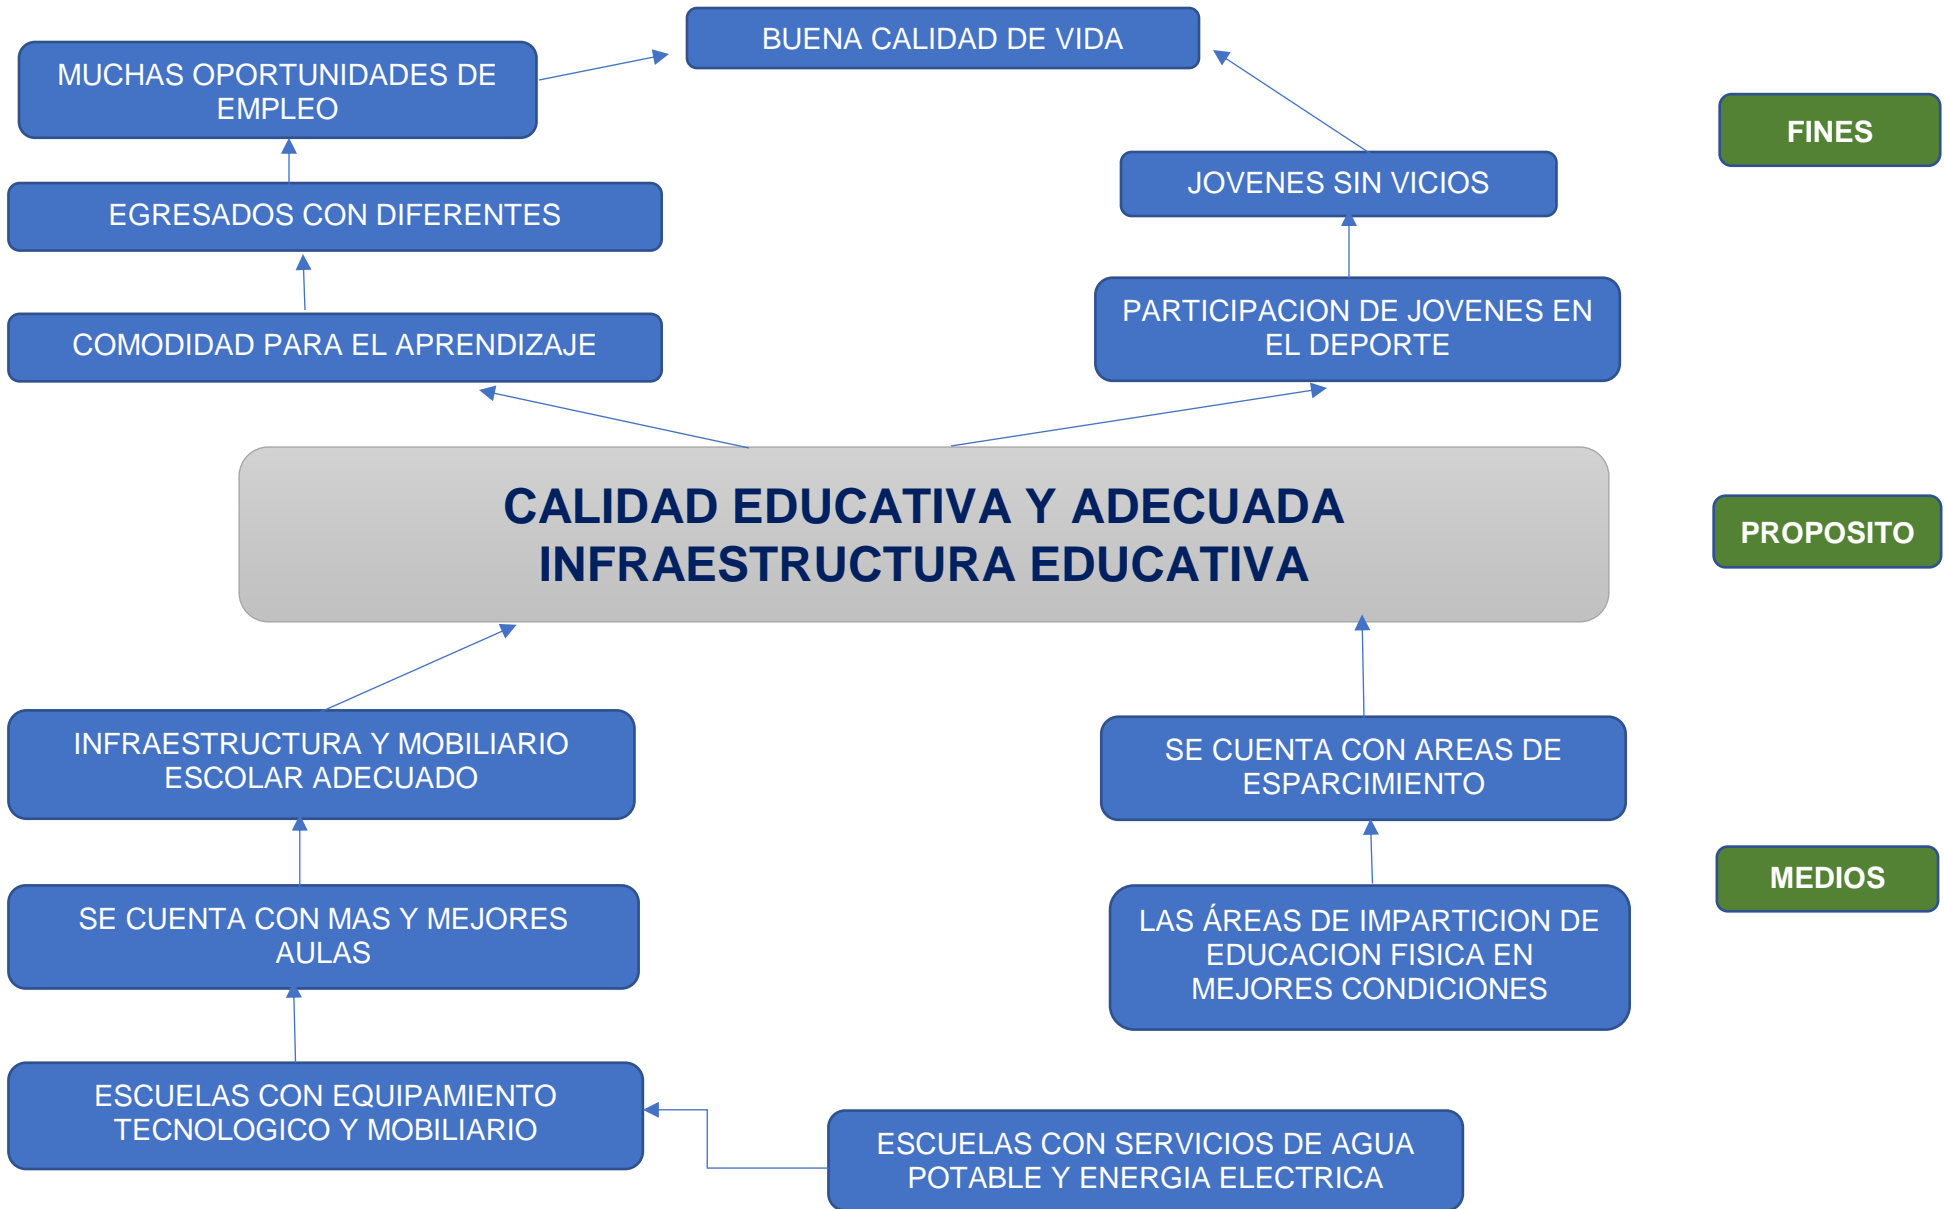 BUENA CALIDAD DE VIDA
MUCHAS OPORTUNIDADES DE
EMPLEO
FINES
JOVENES SIN VICIOS
EGRESADOS CON DIFERENTES
PARTICIPACION DE JOVENES EN
EL DEPORTE
COMODIDAD PARA EL APRENDIZAJE
CALIDAD EDUCATIVA Y ADECUADA
INFRAESTRUCTURA EDUCATIVA
PROPOSITO
INFRAESTRUCTURA Y MOBILIARIO
ESCOLAR ADECUADO
SE CUENTA CON AREAS DE
ESPARCIMIENTO
MEDIOS
SE CUENTA CON MAS Y MEJORES
AULAS
LAS ÁREAS DE IMPARTICION DE
EDUCACION FISICA EN
MEJORES CONDICIONES
ESCUELAS CON EQUIPAMIENTO
TECNOLOGICO Y MOBILIARIO
ESCUELAS CON SERVICIOS DE AGUA
POTABLE Y ENERGIA ELECTRICA